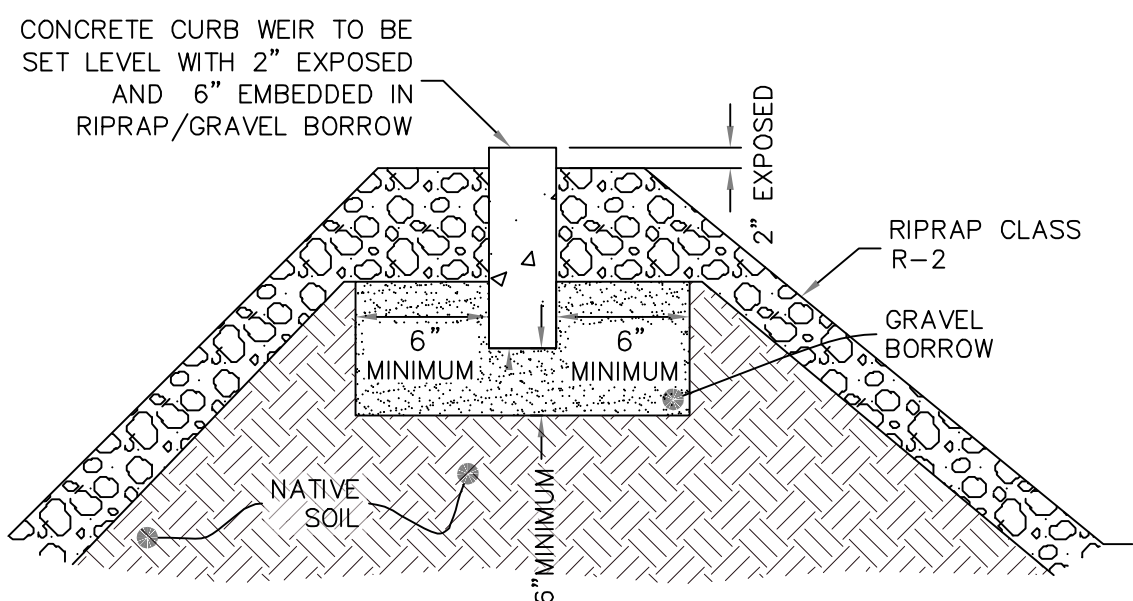 CONCRETE CURB WEIR TO BE
SET LEVEL WITH 2” EXPOSED
AND 6” EMBEDDED IN
RIPRAP/GRAVEL BORROW
2” EXPOSED
RIPRAP CLASS
R-2
GRAVEL
BORROW
6”
MINIMUM
6”
MINIMUM
NATIVE
SOIL
6”MINIMUM